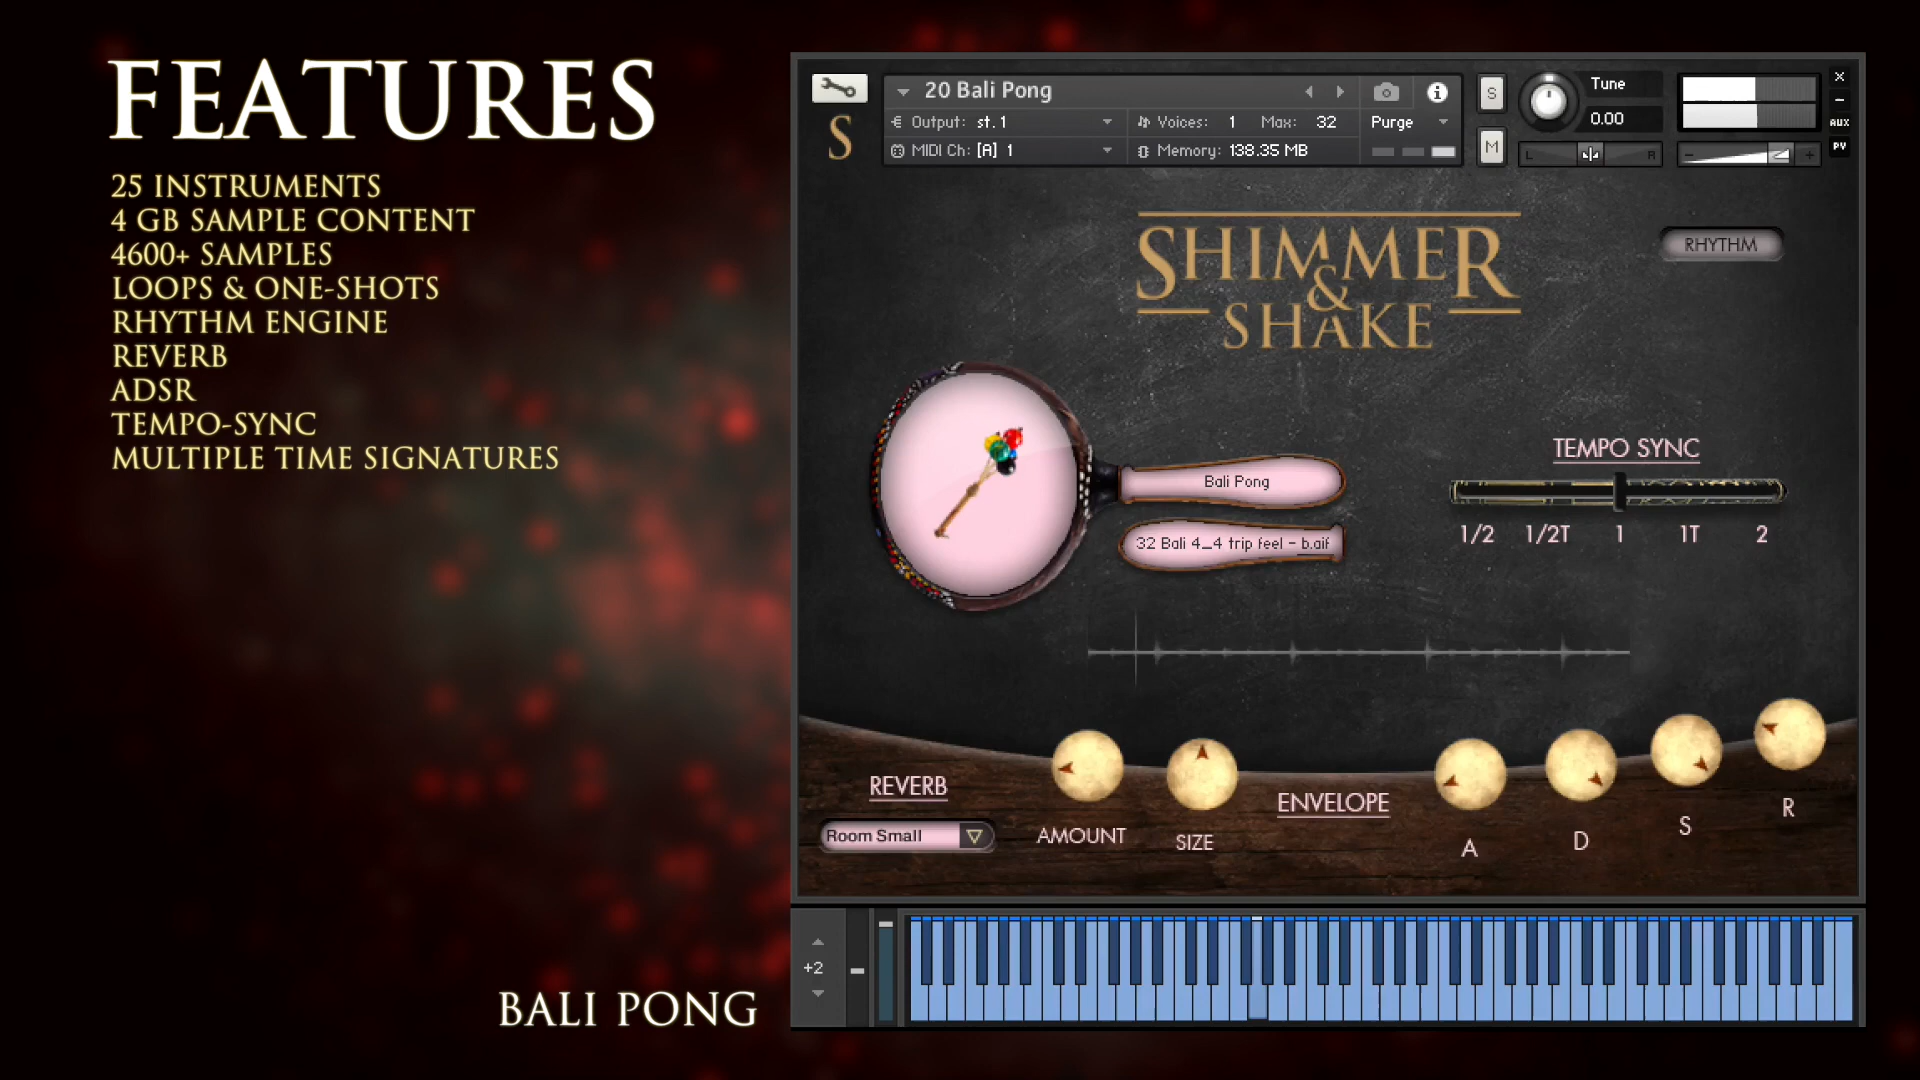 FEATURES
25 INSTRUMENTS
4 GB SAMPLE CONTENT
4600+ SAMPLES
LOOPS & ONE-SHOTS
RHYTHM ENGINE
REVERB
ADSR
TEMPO-SYNC
MULTIPLE TIME SIGNATURES
BALI PONG
S
20 Bali Pong
Output: st.1
Voices: 1 Max: 32
Purge
MIDI Ch: [A] 1
Memory: 138.35 MB
S
M
Tune
0.00
L R
- +
x
-
AUX
PV
SHIMMER
&
SHAKE
RHYTHM
Bali Pong
32 Bali 4_4 trip feel - b.aif
TEMPO SYNC
1/2 1/2T 1 1T 2
REVERB
Room Small
AMOUNT
SIZE
ENVELOPE
A
D
S
R
+2